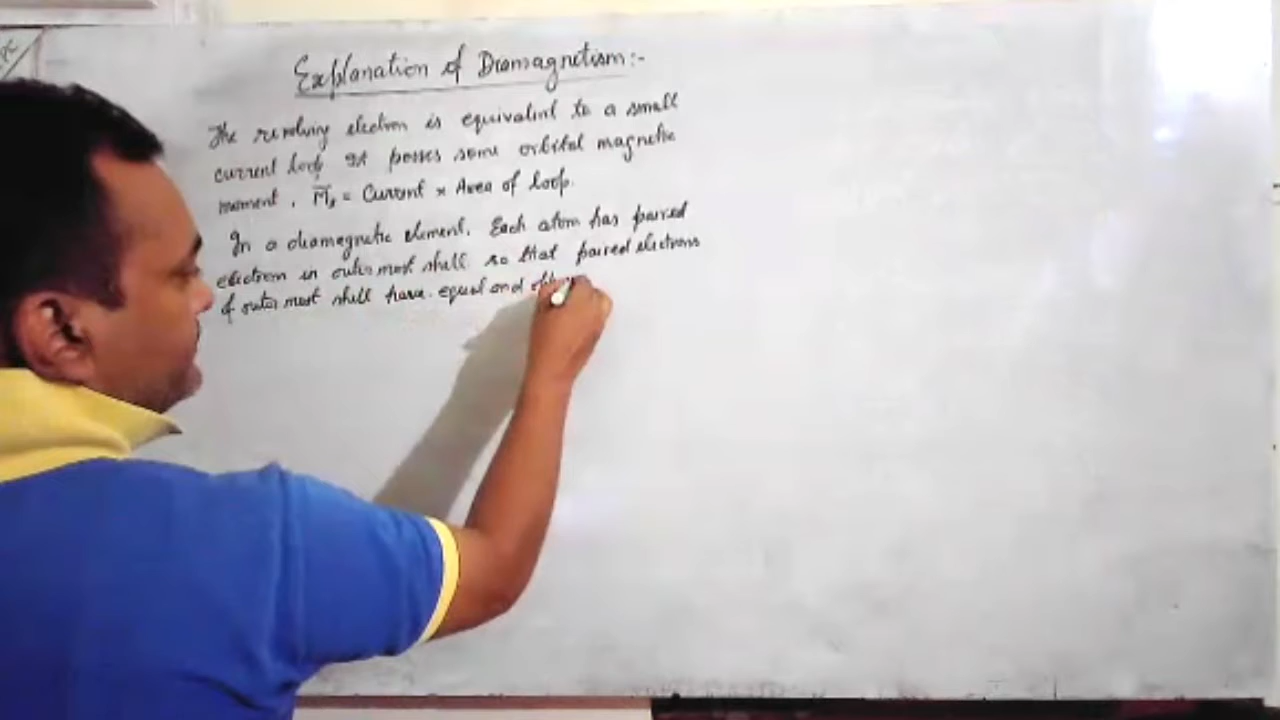 Explanation of Diamagnetism:-
The revolving electron is equivalent to a small
current loop It posses some orbital magnetic
moment, M = Current × Area of loop.
In a diamagnetic element, Each atom has paired
electron in outer most shell so that paired electrons
of outer most shell have equal and